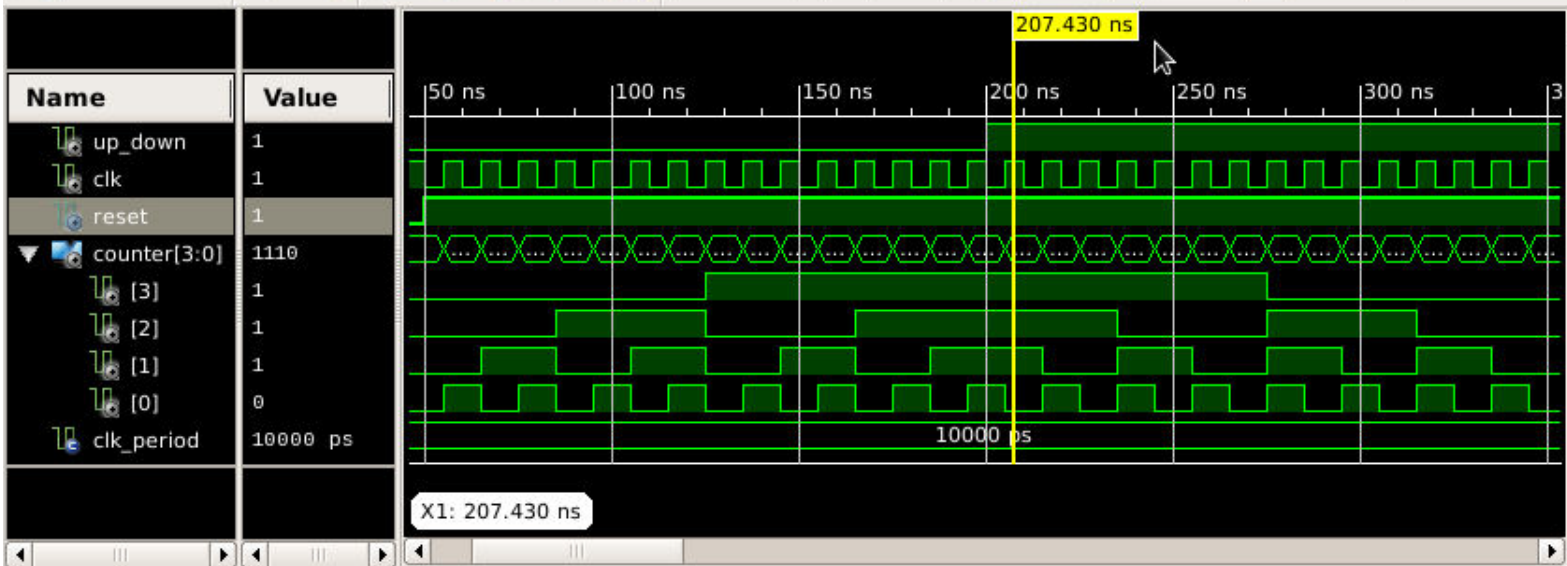 207.430 ns
Name Value 50 ns 100 ns 150 ns 200 ns 250 ns 300 ns 3
up_down 1
clk 1
reset 1
counter[3:0] 1110 ... ... ... ... ... ... ... ... ... ... ... ... ... ... ... ... ... ... ... ... ... ... ... ... ... ... ... ... ... ...
[3] 1
[2] 1
[1] 1
[0] 0
clk_period 10000 ps 10000 ps
X1: 207.430 ns